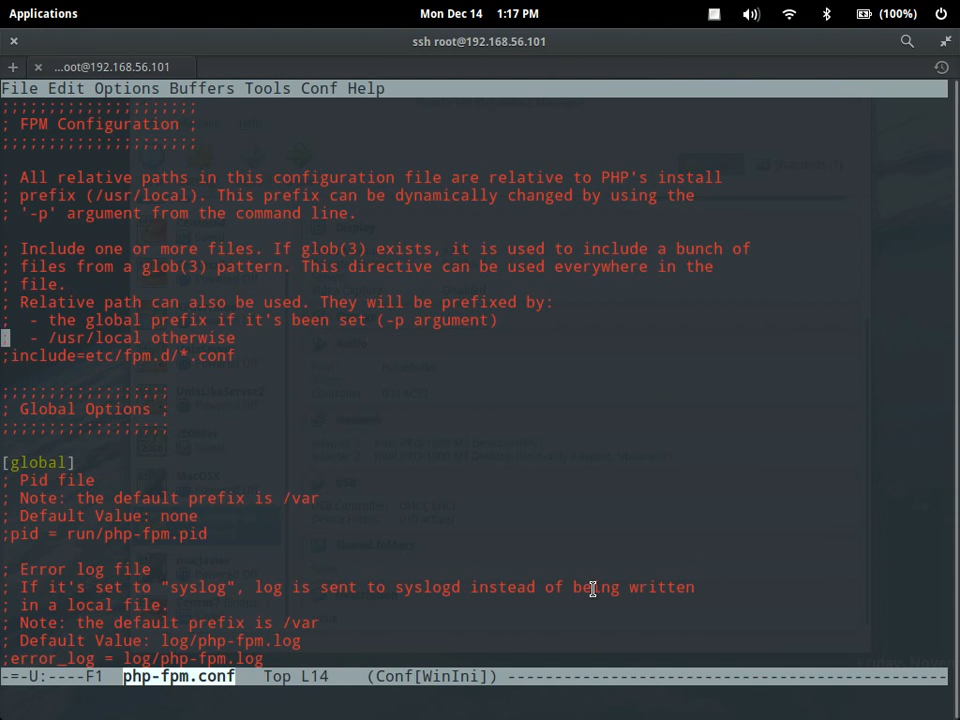 Applications
Mon Dec 14 1:17 PM
(100%)
ssh root@192.168.56.101
...oot@192.168.56.101
File Edit Options Buffers Tools Conf Help
;;;;;;;;;;;;;;;;;;;;;
; FPM Configuration ;
;;;;;;;;;;;;;;;;;;;;;
; All relative paths in this configuration file are relative to PHP's install
; prefix (/usr/local). This prefix can be dynamically changed by using the
; '-p' argument from the command line.
; Include one or more files. If glob(3) exists, it is used to include a bunch of
; files from a glob(3) pattern. This directive can be used everywhere in the
; file.
; Relative path can also be used. They will be prefixed by:
;  - the global prefix if it's been set (-p argument)
;  - /usr/local otherwise
;include=etc/fpm.d/*.conf
;;;;;;;;;;;;;;;;;;
; Global Options ;
;;;;;;;;;;;;;;;;;;
[global]
; Pid file
; Note: the default prefix is /var
; Default Value: none
;pid = run/php-fpm.pid
; Error log file
; If it's set to "syslog", log is sent to syslogd instead of being written
; in a local file.
; Note: the default prefix is /var
; Default Value: log/php-fpm.log
;error_log = log/php-fpm.log
-=-U:----F1  php-fpm.conf   Top L14    (Conf[WinIni]) -----------------------------------------------